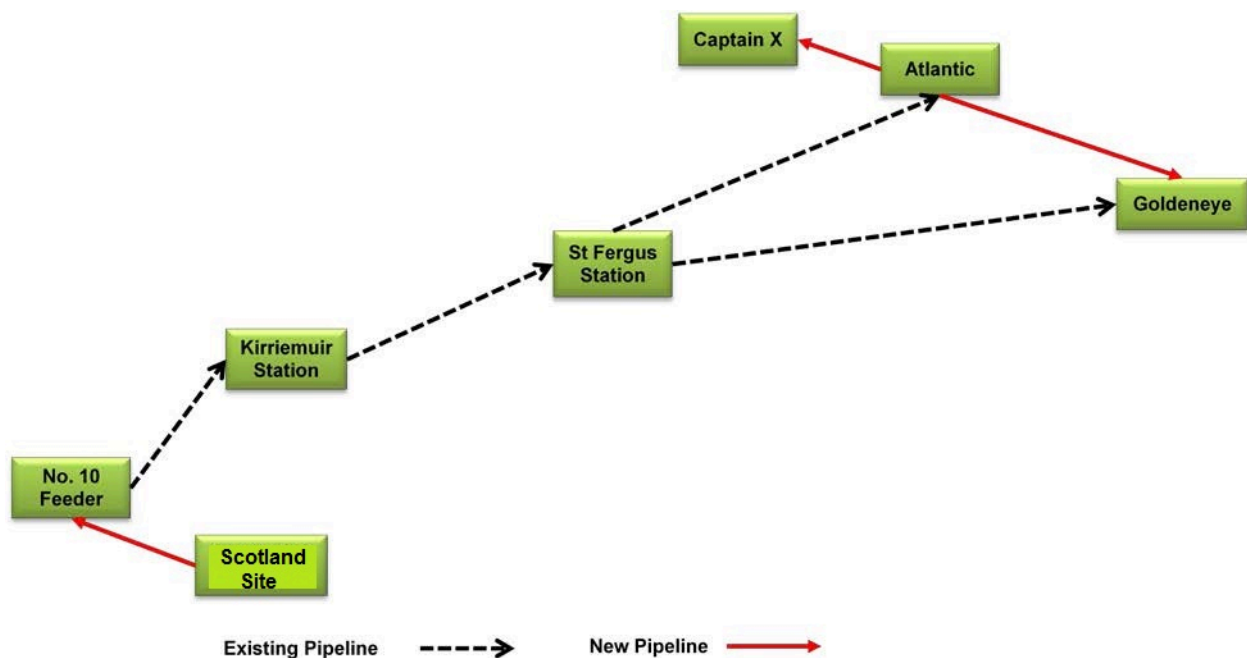 Captain X
Atlantic
Goldeneye
St Fergus
Station
Kirriemuir
Station
No. 10
Feeder
Scotland
Site
Existing Pipeline
New Pipeline